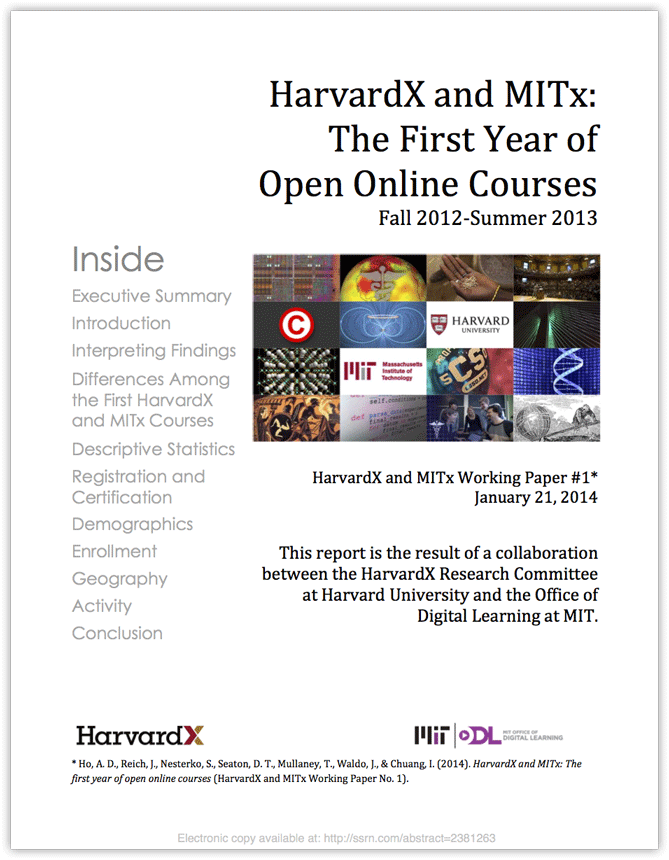 HarvardX and MITx:
The First Year of
Open Online Courses
Fall 2012-Summer 2013
Inside
Executive Summary
Introduction
Interpreting Findings
Differences Among
the First HarvardX
and MITx Courses
Descriptive Statistics
Registration and
Certification
Demographics
Enrollment
Geography
Activity
Conclusion
C
HARVARD
UNIVERSITY
MIT
Massachusetts
Institute of
Technology
CS
HarvardX and MITx Working Paper #1*
January 21, 2014
This report is the result of a collaboration
between the HarvardX Research Committee
at Harvard University and the Office of
Digital Learning at MIT.
HarvardX
MIT ODL MIT OFFICE OF
DIGITAL LEARNING
* Ho, A. D., Reich, J., Nesterko, S., Seaton, D. T., Mullaney, T., Waldo, J., & Chuang, I. (2014). HarvardX and MITx: The
first year of open online courses (HarvardX and MITx Working Paper No. 1).
Electronic copy available at: http://ssrn.com/abstract=2381263